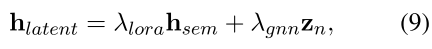 h_latent = λ_lora h_sem + λ_gnn z_n, (9)